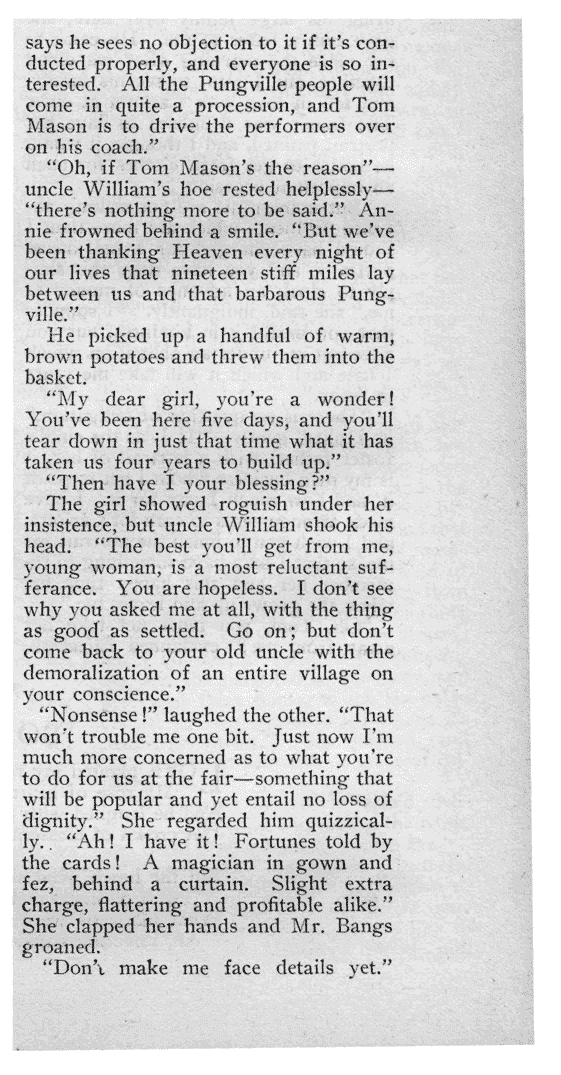 says he sees no objection to it if it's con-
ducted properly, and everyone is so in-
terested. All the Pungville people will
come in quite a procession, and Tom
Mason is to drive the performers over
on his coach."
"Oh, if Tom Mason's the reason"—
uncle William's hoe rested helplessly—
"there's nothing more to be said." An-
nie frowned behind a smile. "But we've
been thanking Heaven every night of
our lives that nineteen stiff miles lay
between us and that barbarous Pung-
ville."
He picked up a handful of warm,
brown potatoes and threw them into the
basket.
"My dear girl, you're a wonder!
You've been here five days, and you'll
tear down in just that time what it has
taken us four years to build up."
"Then have I your blessing?"
The girl showed roguish under her
insistence, but uncle William shook his
head. "The best you'll get from me,
young woman, is a most reluctant suf-
ferance. You are hopeless. I don't see
why you asked me at all, with the thing
as good as settled. Go on; but don't
come back to your old uncle with the
demoralization of an entire village on
your conscience."
"Nonsense!" laughed the other. "That
won't trouble me one bit. Just now I'm
much more concerned as to what you're
to do for us at the fair—something that
will be popular and yet entail no loss of
dignity." She regarded him quizzical-
ly. "Ah! I have it! Fortunes told by
the cards! A magician in gown and
fez, behind a curtain. Slight extra
charge, flattering and profitable alike."
She clapped her hands and Mr. Bangs
groaned.
"Don't make me face details yet."